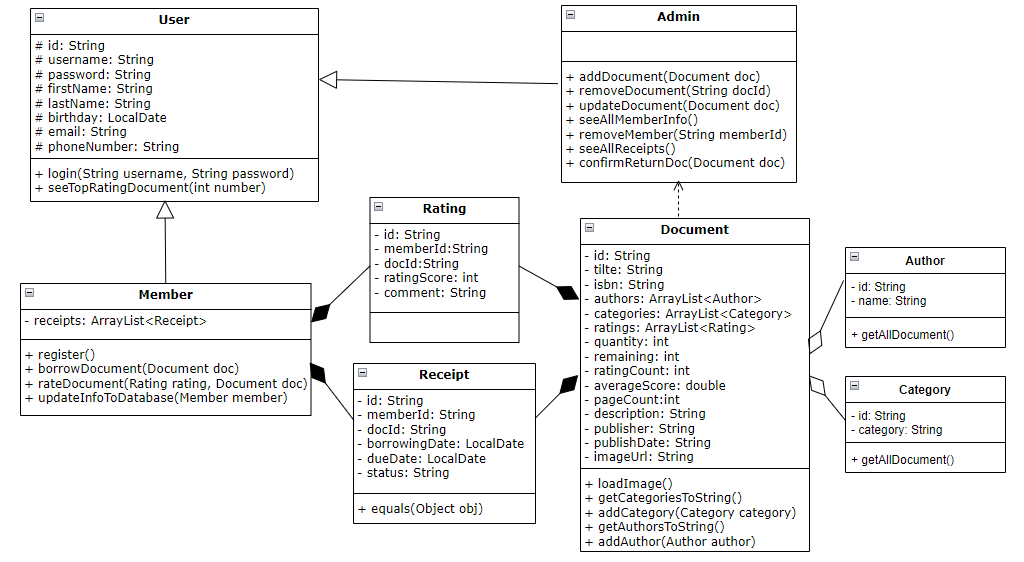 User
# id: String
# username: String
# password: String
# firstName: String
# lastName: String
# birthday: LocalDate
# email: String
# phoneNumber: String
+ login(String username, String password)
+ seeTopRatingDocument(int number)
Admin
+ addDocument(Document doc)
+ removeDocument(String docId)
+ updateDocument(Document doc)
+ seeAllMemberInfo()
+ removeMember(String memberId)
+ seeAllReceipts()
+ confirmReturnDoc(Document doc)
Rating
- id: String
- memberId:String
- docId:String
- ratingScore: int
- comment: String
Document
- id: String
- tilte: String
- isbn: String
- authors: ArrayList<Author>
- categories: ArrayList<Category>
- ratings: ArrayList<Rating>
- quantity: int
- remaining: int
- ratingCount: int
- averageScore: double
- pageCount:int
- description: String
- publisher: String
- publishDate: String
- imageUrl: String
+ loadImage()
+ getCategoriesToString()
+ addCategory(Category category)
+ getAuthorsToString()
+ addAuthor(Author author)
Author
- id: String
- name: String
+ getAllDocument()
Member
- receipts: ArrayList<Receipt>
+ register()
+ borrowDocument(Document doc)
+ rateDocument(Rating rating, Document doc)
+ updateInfoToDatabase(Member member)
Receipt
- id: String
- memberId: String
- docId: String
- borrowingDate: LocalDate
- dueDate: LocalDate
- status: String
+ equals(Object obj)
Category
- id: String
- category: String
+ getAllDocument()